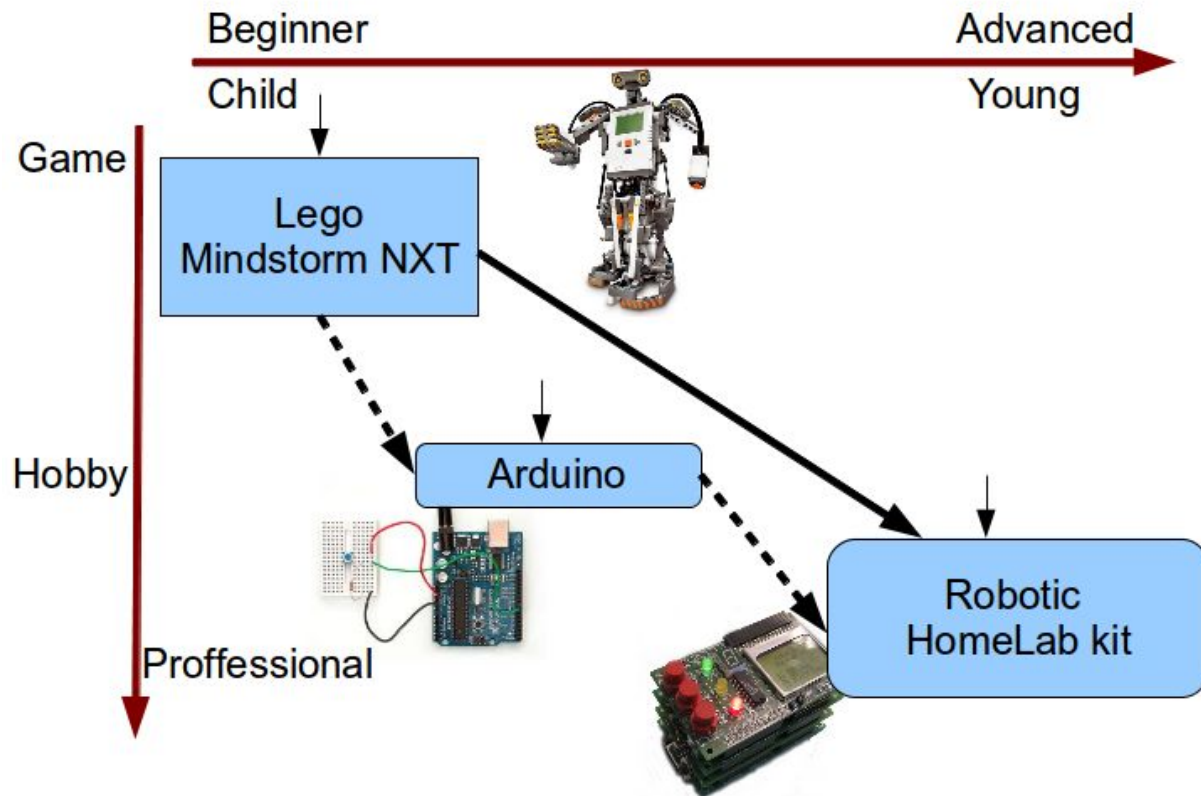 Beginner
Advanced
Child
Young
Game
Lego
Mindstorm NXT
Hobby
Arduino
Robotic
HomeLab kit
Proffessional